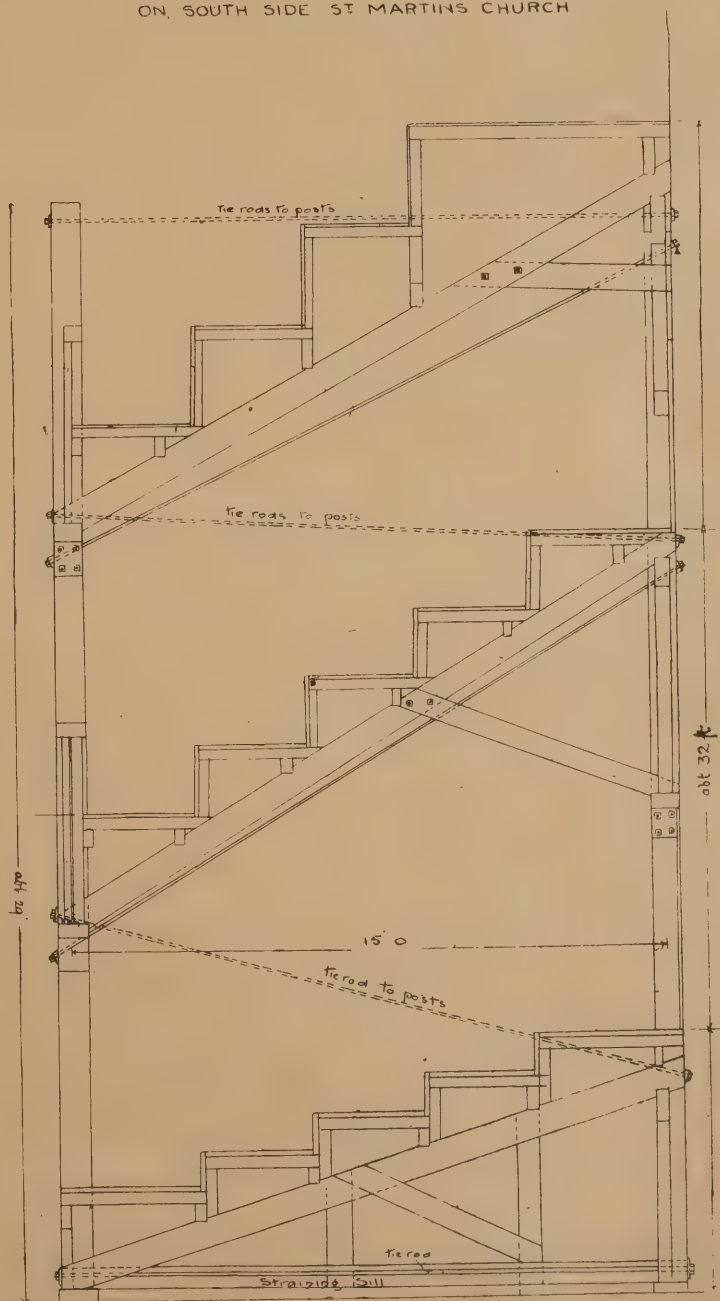 ON SOUTH SIDE ST MARTINS CHURCH
tie rods to posts
tie rods to posts
abt 32 ft
abt 29
15' 0
tie rod to posts
tie rod
Straining Sill